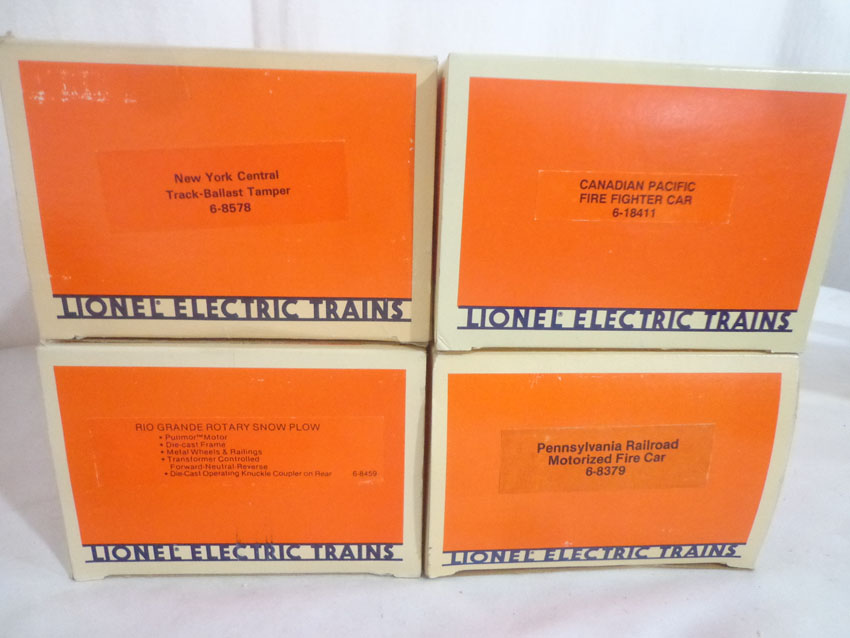 New York Central
Track-Ballast Tamper
6-8578
LIONEL® ELECTRIC TRAINS
CANADIAN PACIFIC
FIRE FIGHTER CAR
6-18411
LIONEL® ELECTRIC TRAINS
RIO GRANDE ROTARY SNOW PLOW
• Pullmor™ Motor
• Die-cast Frame
• Metal Wheels & Railings
• Transformer Controlled
Forward-Neutral-Reverse
• Die-Cast Operating Knuckle Coupler on Rear 6-8459
LIONEL® ELECTRIC TRAINS
Pennsylvania Railroad
Motorized Fire Car
6-8379
LIONEL® ELECTRIC TRAINS